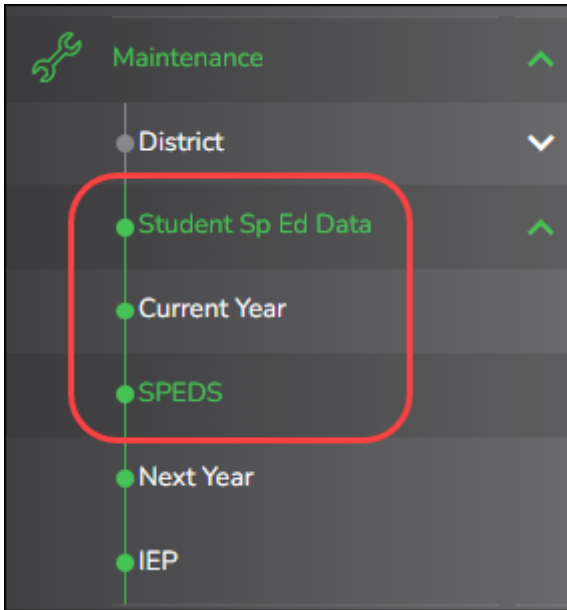 Maintenance
District
Student Sp Ed Data
Current Year
SPEDS
Next Year
IEP